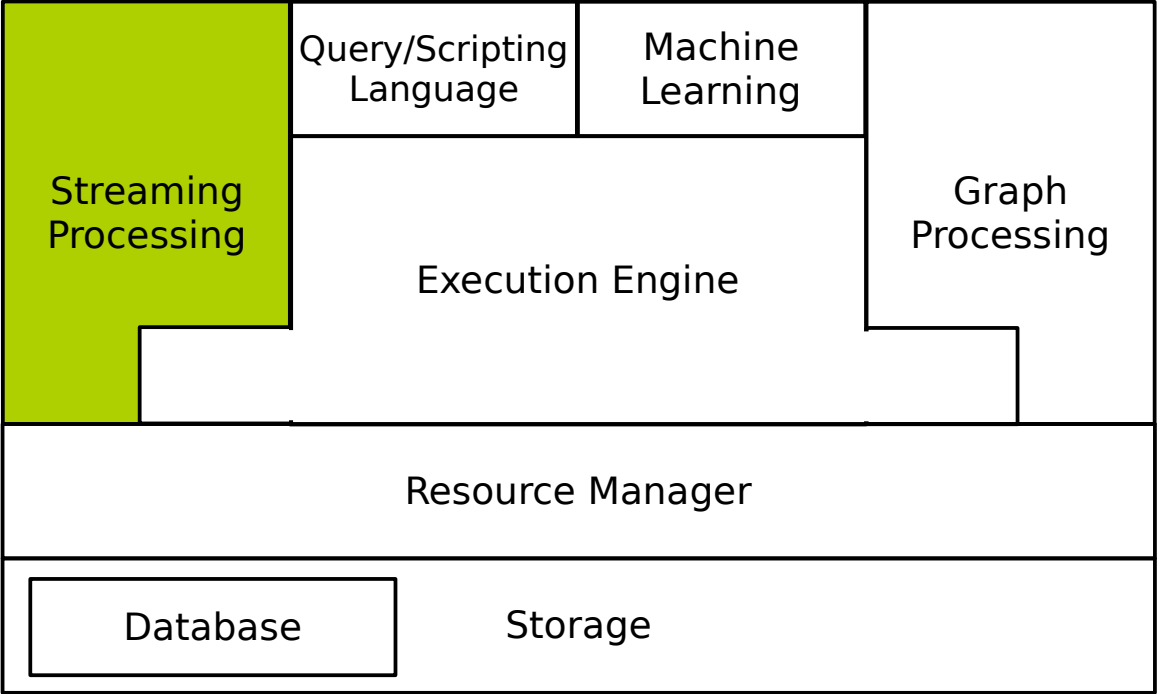 Query/Scripting
Language
Machine
Learning
Streaming
Processing
Graph
Processing
Execution Engine
Resource Manager
Database
Storage